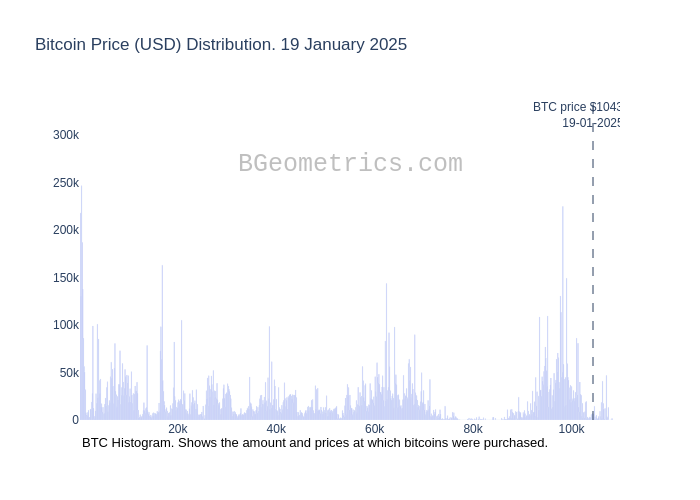 Bitcoin Price (USD) Distribution. 19 January 2025
BTC price $1043
19-01-2025
300k
BGeometrics.com
250k
200k
150k
100k
50k
0
20k 40k 60k 80k 100k
BTC Histogram. Shows the amount and prices at which bitcoins were purchased.